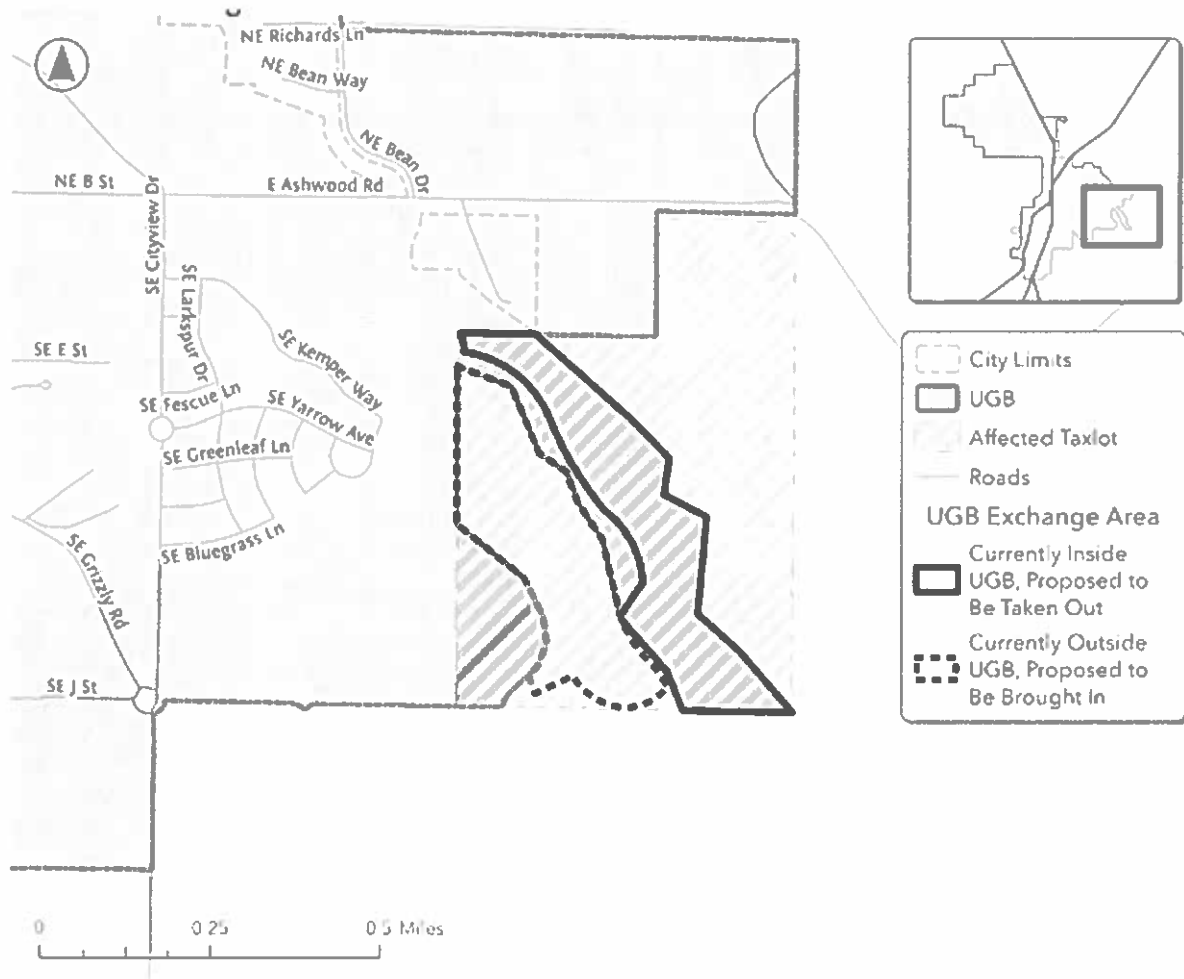 NE Richards Ln
NE Bean Way
NE Bean Dr
NE B St
E Ashwood Rd
SE Cityview Dr
SE Larkspur Dr
SE Kemper Way
SE E St
SE Fescue Ln
SE Yarrow Ave
SE Greenleaf Ln
SE Bluegrass Ln
SE Grizzly Rd
SE J St
0
0.25
0.5 Miles
City Limits
UGB
Affected Taxlot
Roads
UGB Exchange Area
Currently Inside
UGB, Proposed to
Be Taken Out
Currently Outside
UGB, Proposed to
Be Brought In